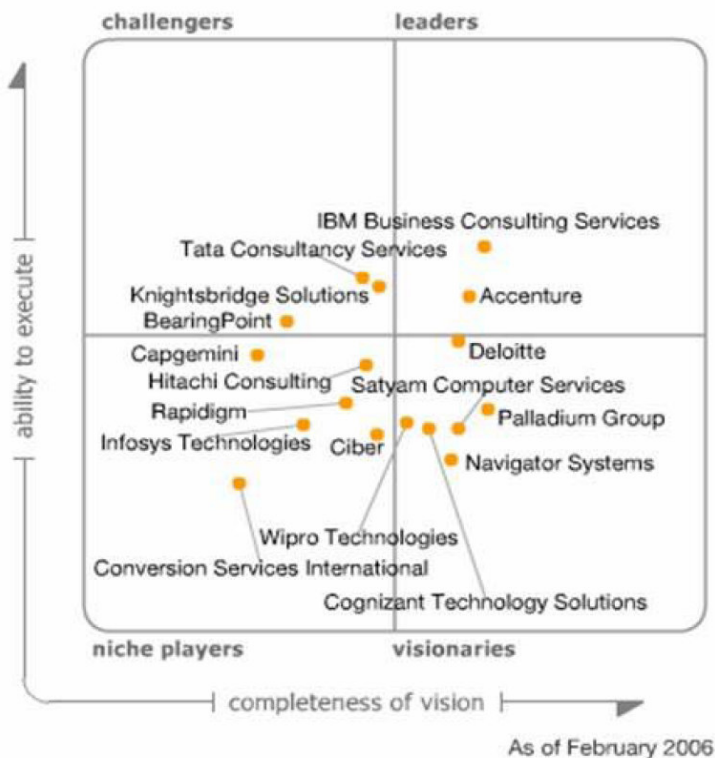 challengers
leaders
IBM Business Consulting Services
Tata Consultancy Services
Knightsbridge Solutions
Accenture
BearingPoint
Capgemini
Deloitte
Hitachi Consulting
Satyam Computer Services
Rapidigm
Palladium Group
Infosys Technologies
Ciber
Navigator Systems
Wipro Technologies
Conversion Services International
Cognizant Technology Solutions
niche players
visionaries
ability to execute
completeness of vision
As of February 2006